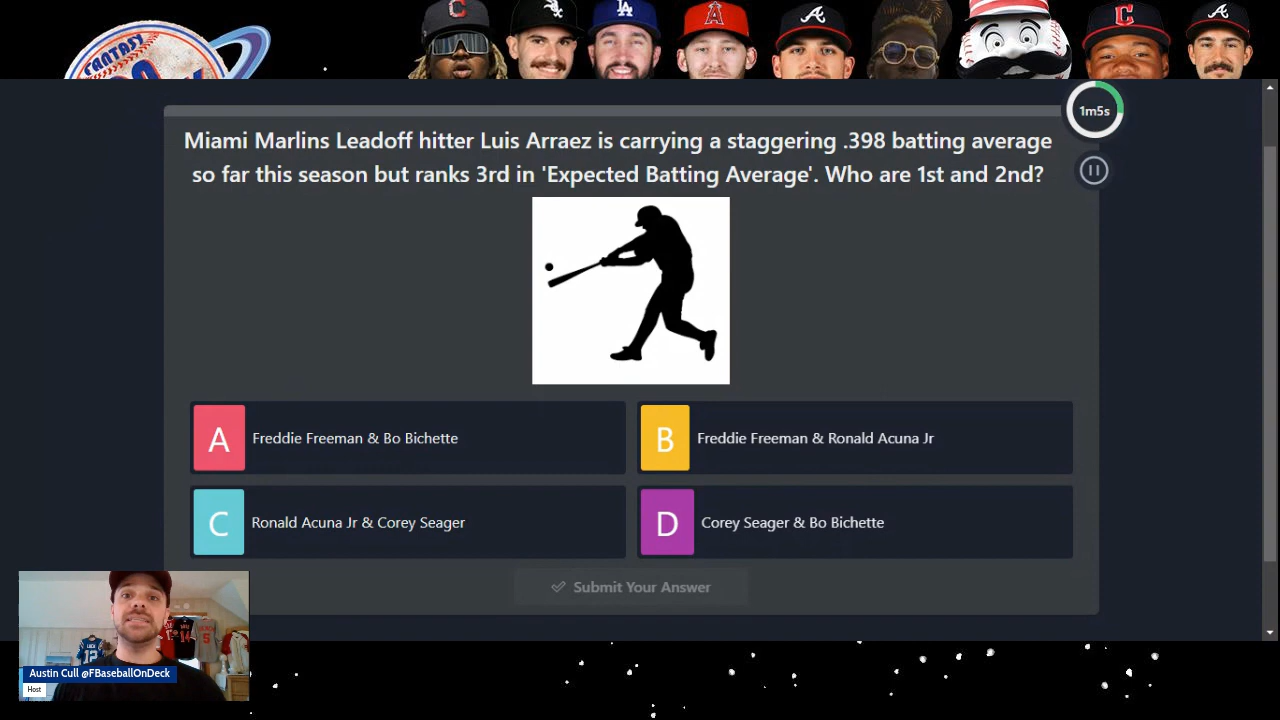 FANTASY
1m5s
Miami Marlins Leadoff hitter Luis Arraez is carrying a staggering .398 batting average
so far this season but ranks 3rd in 'Expected Batting Average'. Who are 1st and 2nd?
A Freddie Freeman & Bo Bichette
B Freddie Freeman & Ronald Acuna Jr
C Ronald Acuna Jr & Corey Seager
D Corey Seager & Bo Bichette
Submit Your Answer
Austin Cull @FBaseballOnDeck
Host